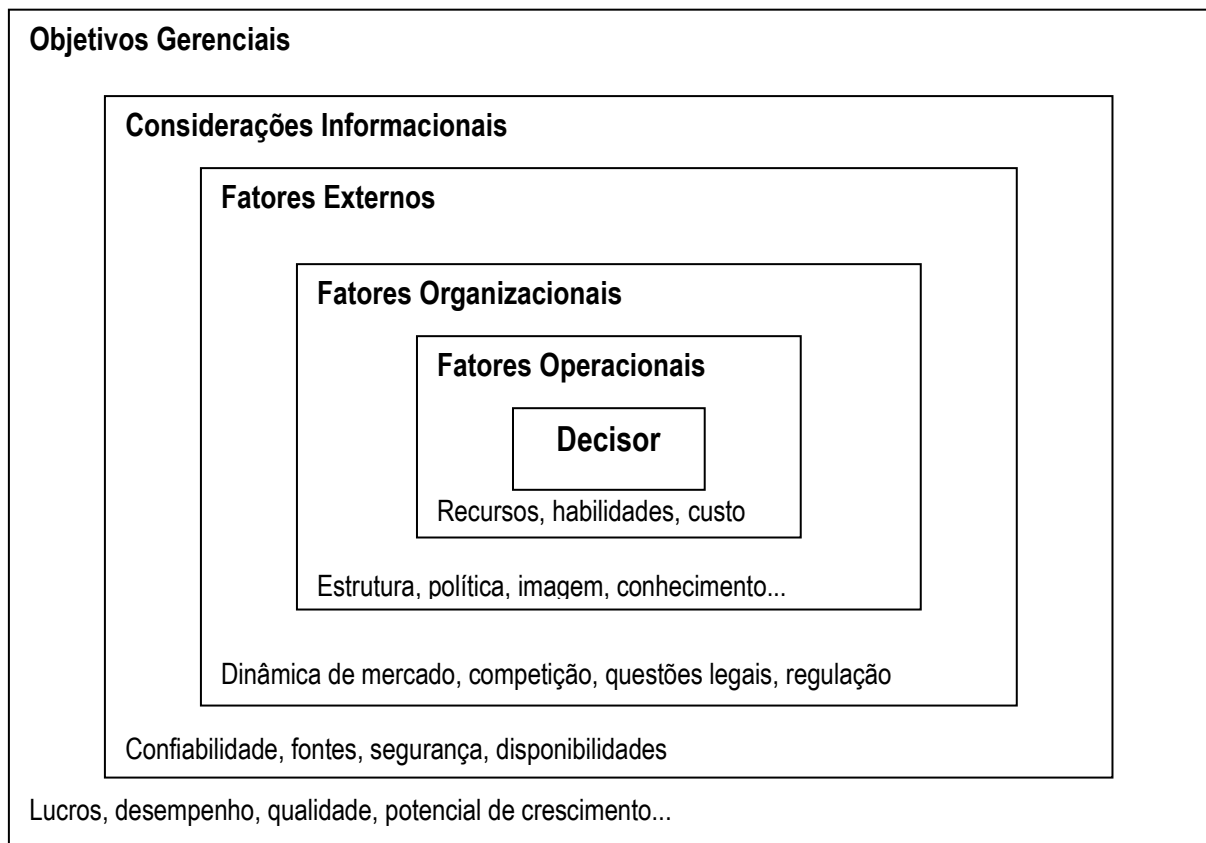 Objetivos Gerenciais
Considerações Informacionais
Fatores Externos
Fatores Organizacionais
Fatores Operacionais
Decisor
Recursos, habilidades, custo
Estrutura, política, imagem, conhecimento...
Dinâmica de mercado, competição, questões legais, regulação
Confiabilidade, fontes, segurança, disponibilidades
Lucros, desempenho, qualidade, potencial de crescimento...